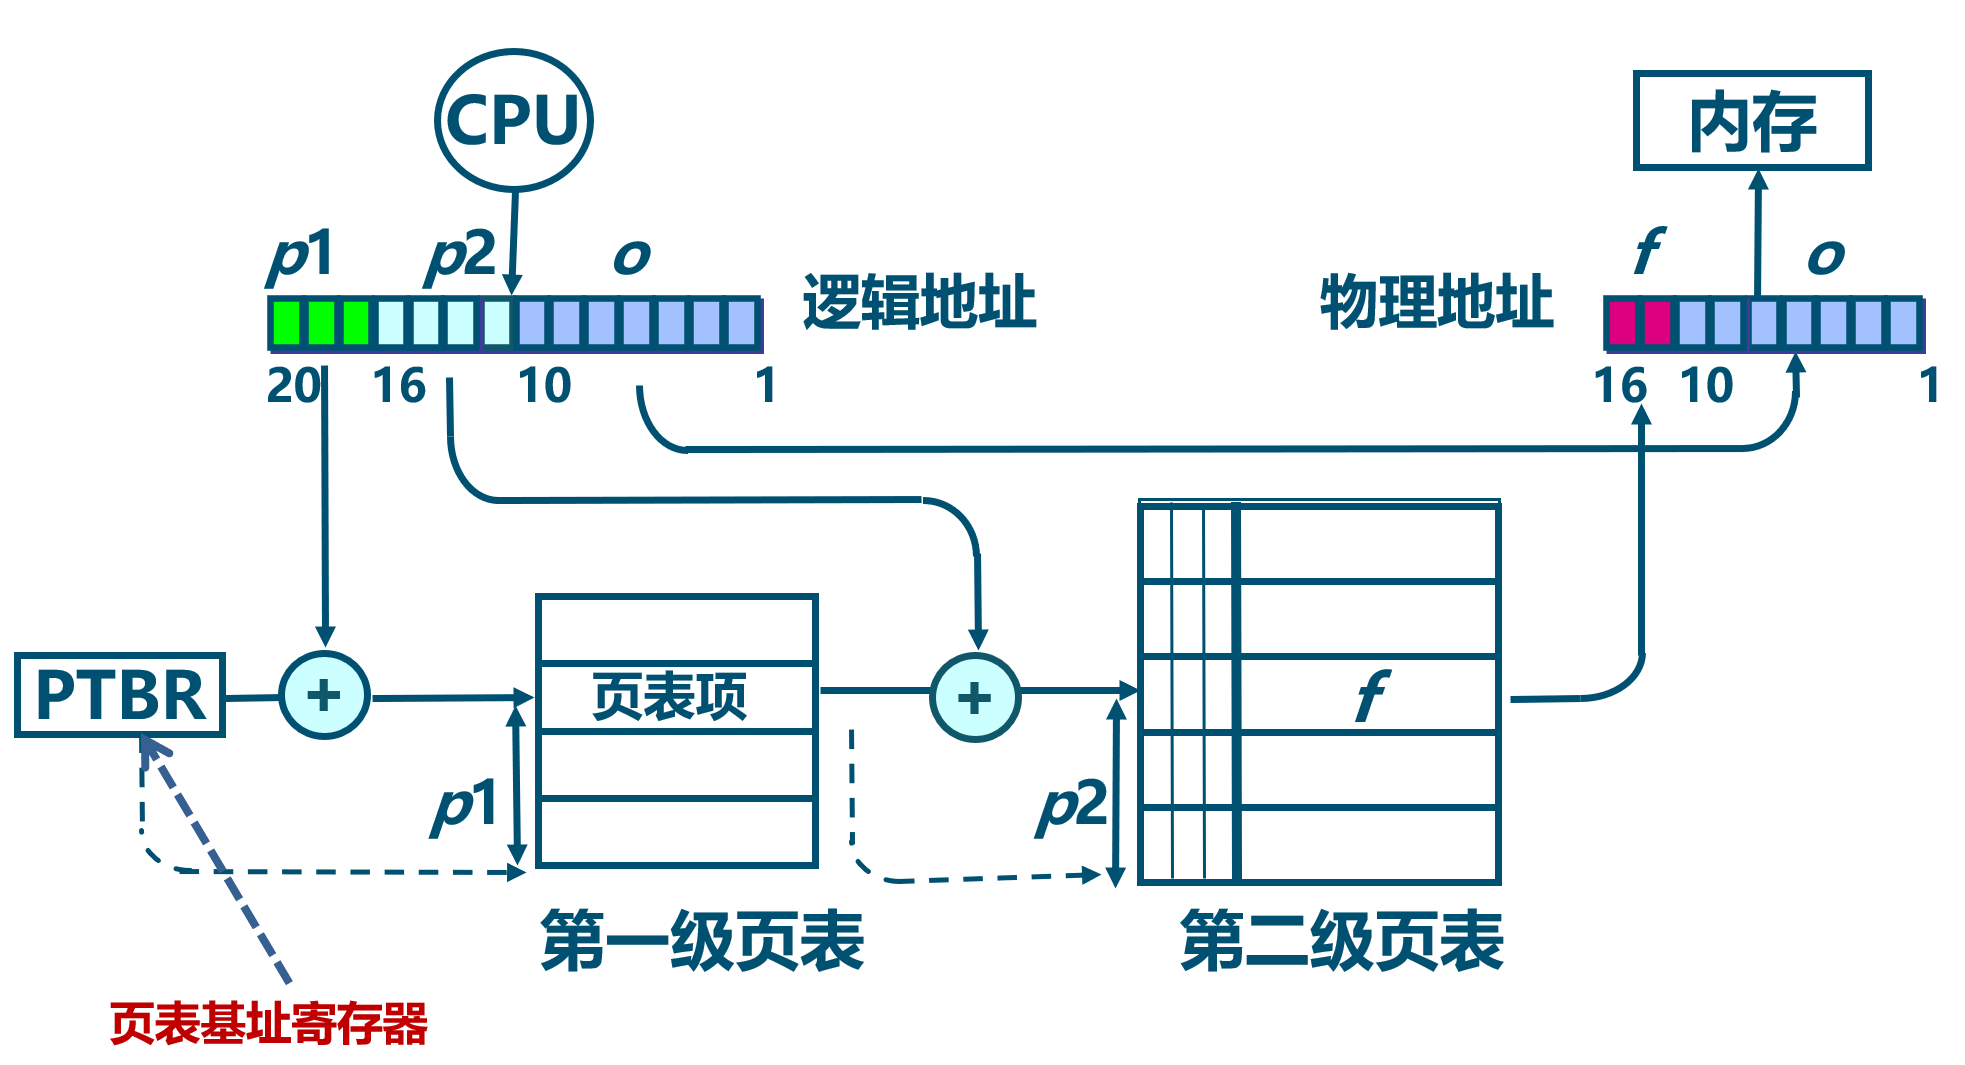 CPU
内存
p1 p2 o
f o
逻辑地址
物理地址
20 16 10 1
16 10 1
PTBR
+
页表项
+
f
p1
p2
第一级页表
第二级页表
页表基址寄存器